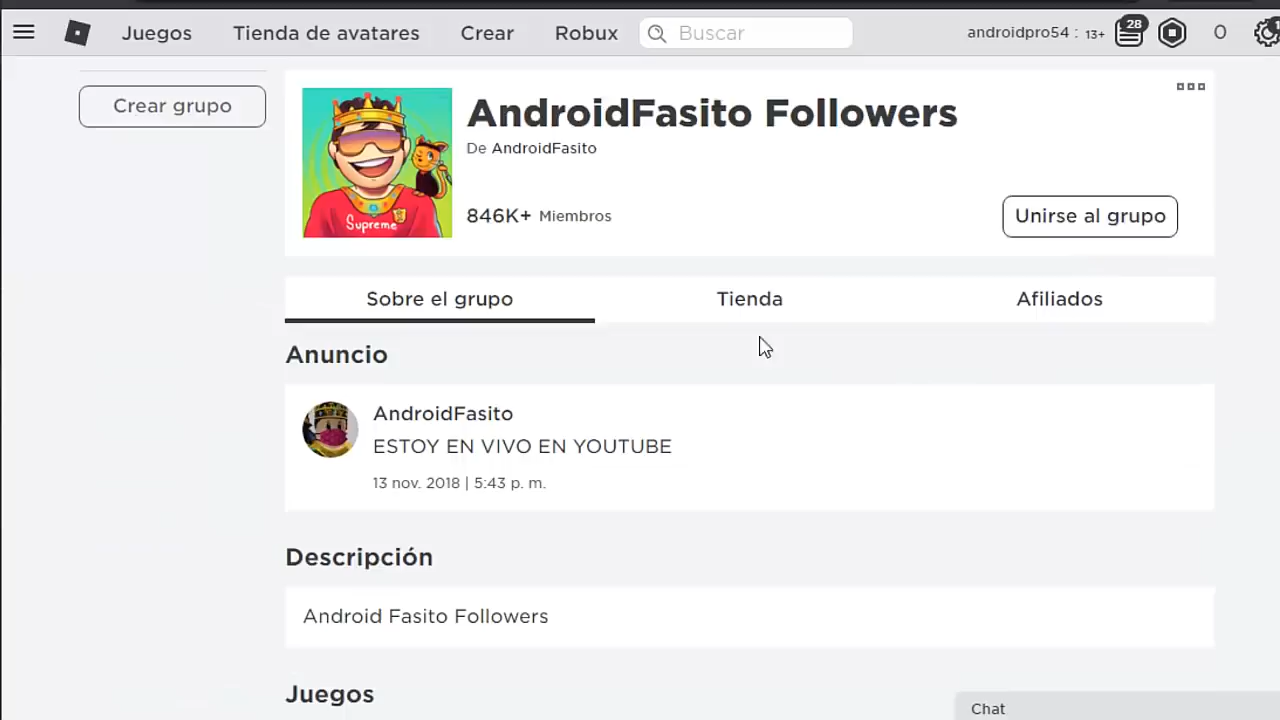 Juegos Tienda de avatares Crear Robux Buscar androidpro54 : 13+ 28 0
Crear grupo
AndroidFasito Followers
De AndroidFasito
846K+ Miembros
Unirse al grupo
Supreme
Sobre el grupo Tienda Afiliados
Anuncio
AndroidFasito
ESTOY EN VIVO EN YOUTUBE
13 nov. 2018 | 5:43 p. m.
Descripción
Android Fasito Followers
Juegos
Chat